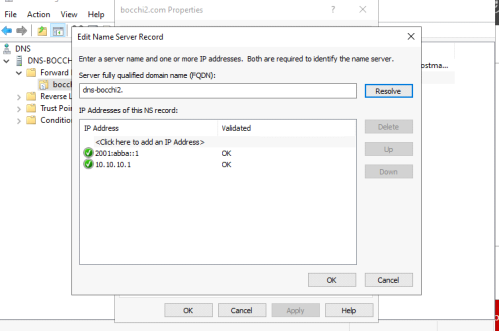 bocchi2.com Properties
? ×
File Action View Help
Edit Name Server Record
×
DNS
DNS-BOCCH
Forward
bocc
Reverse L
Trust Poi
Conditio
Enter a server name and one or more IP addresses. Both are required to identify the name server.
ostma...
Server fully qualified domain name (FQDN):
dns-bocchi2.
Resolve
IP Addresses of this NS record:
IP Address Validated
<Click here to add an IP Address>
2001:abba::1 OK
10.10.10.1 OK
Delete
Up
Down
OK Cancel
OK Cancel Apply Help